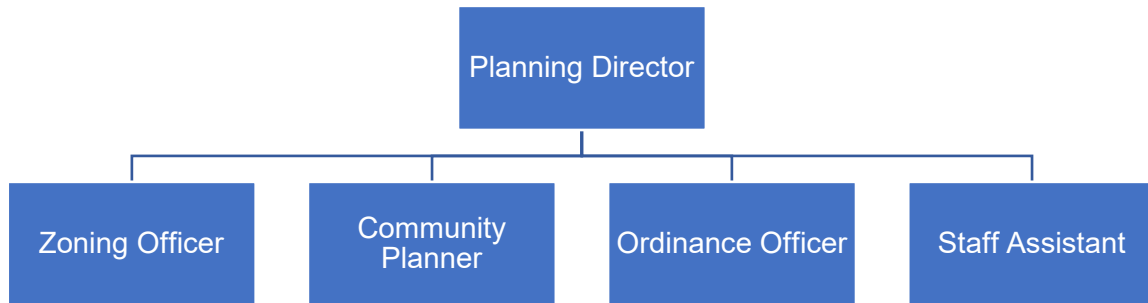 Planning Director
Zoning Officer
Community
Planner
Ordinance Officer
Staff Assistant